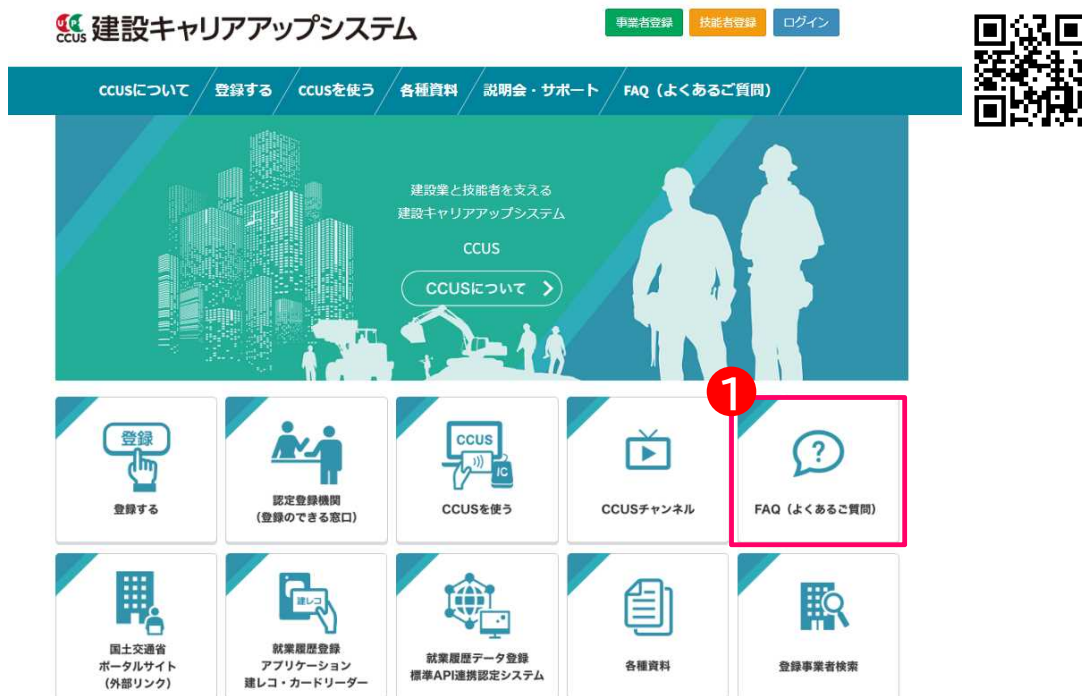 CCUS 建設キャリアアップシステム
事業者登録 技能者登録 ログイン
CCUSについて 登録する CCUSを使う 各種資料 説明会・サポート FAQ（よくあるご質問）
建設業と技能者を支える
建設キャリアアップシステム
CCUS
CCUSについて
1
登録
登録する
認定登録機関
（登録のできる窓口）
CCUS
IC
CCUSを使う
CCUSチャンネル
?
FAQ（よくあるご質問）
国土交通省
ポータルサイト
（外部リンク）
建レコ
就業履歴登録
アプリケーション
建レコ・カードリーダー
就業履歴データ登録
標準API連携認定システム
各種資料
登録事業者検索